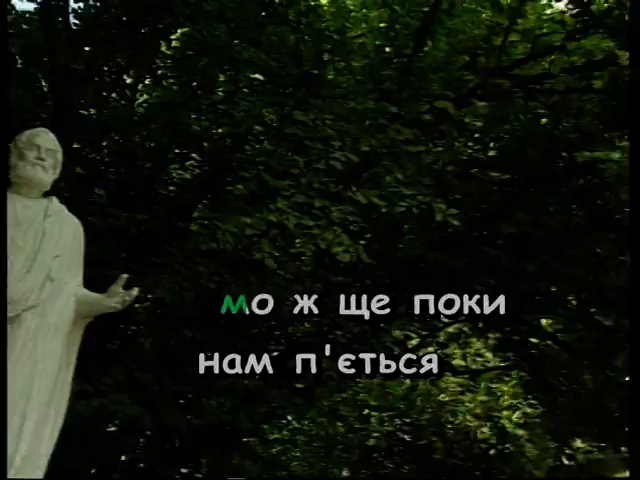 мо ж ще поки
нам п'ється